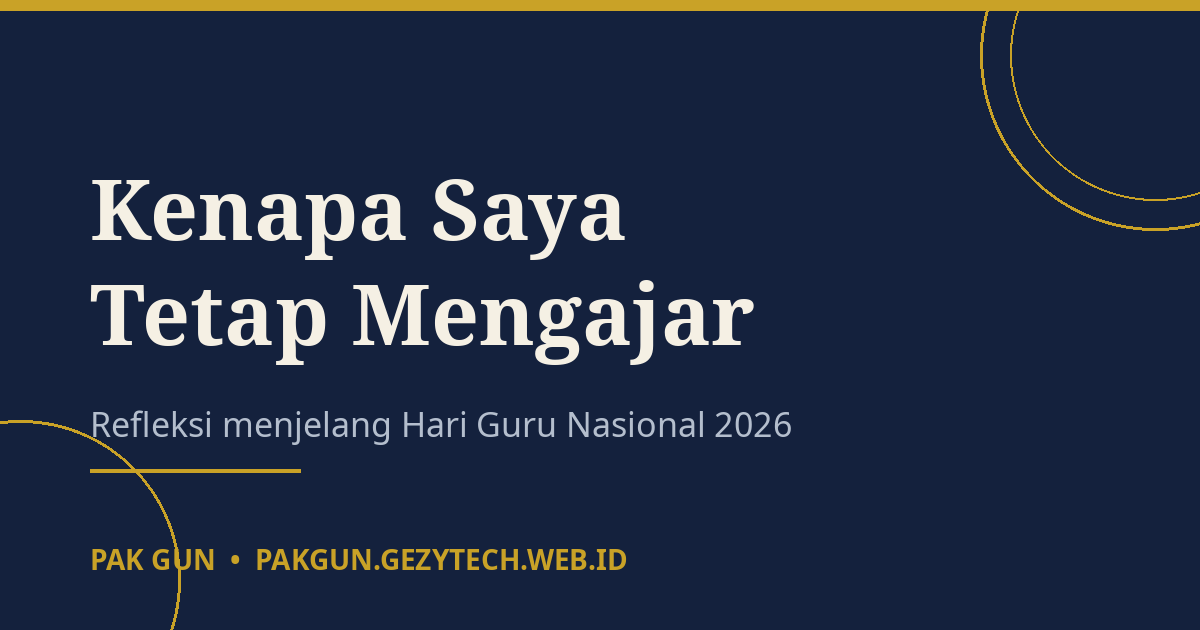 Kenapa Saya
Tetap Mengajar
Refleksi menjelang Hari Guru Nasional 2026
PAK GUN • PAKGUN.GEZYTECH.WEB.ID